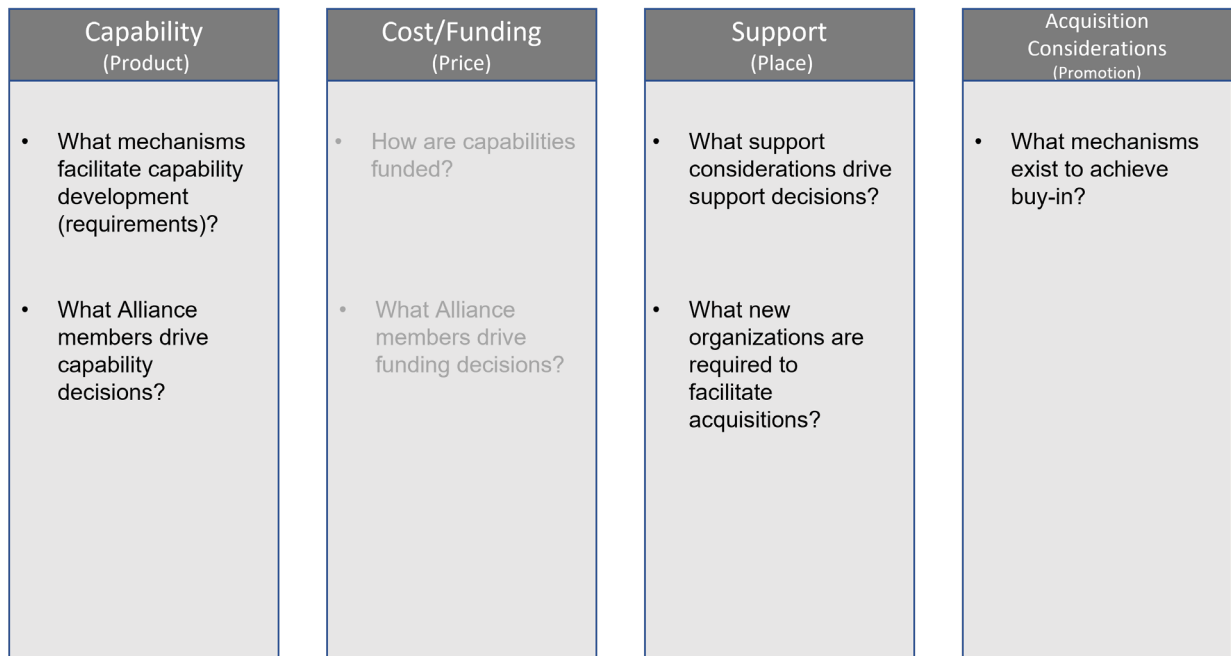 Capability
(Product)
• What mechanisms
facilitate capability
development
(requirements)?
• What Alliance
members drive
capability
decisions?
Cost/Funding
(Price)
• How are capabilities
funded?
• What Alliance
members drive
funding decisions?
Support
(Place)
• What support
considerations drive
support decisions?
• What new
organizations are
required to
facilitate
acquisitions?
Acquisition
Considerations
(Promotion)
• What mechanisms
exist to achieve
buy-in?